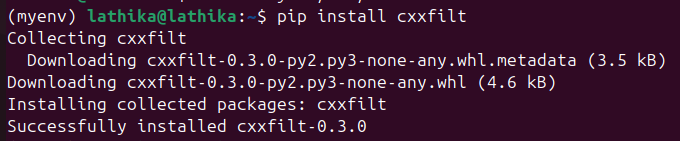 (myenv) lathika@lathika:~$ pip install cxxfilt
Collecting cxxfilt
  Downloading cxxfilt-0.3.0-py2.py3-none-any.whl.metadata (3.5 kB)
Downloading cxxfilt-0.3.0-py2.py3-none-any.whl (4.6 kB)
Installing collected packages: cxxfilt
Successfully installed cxxfilt-0.3.0